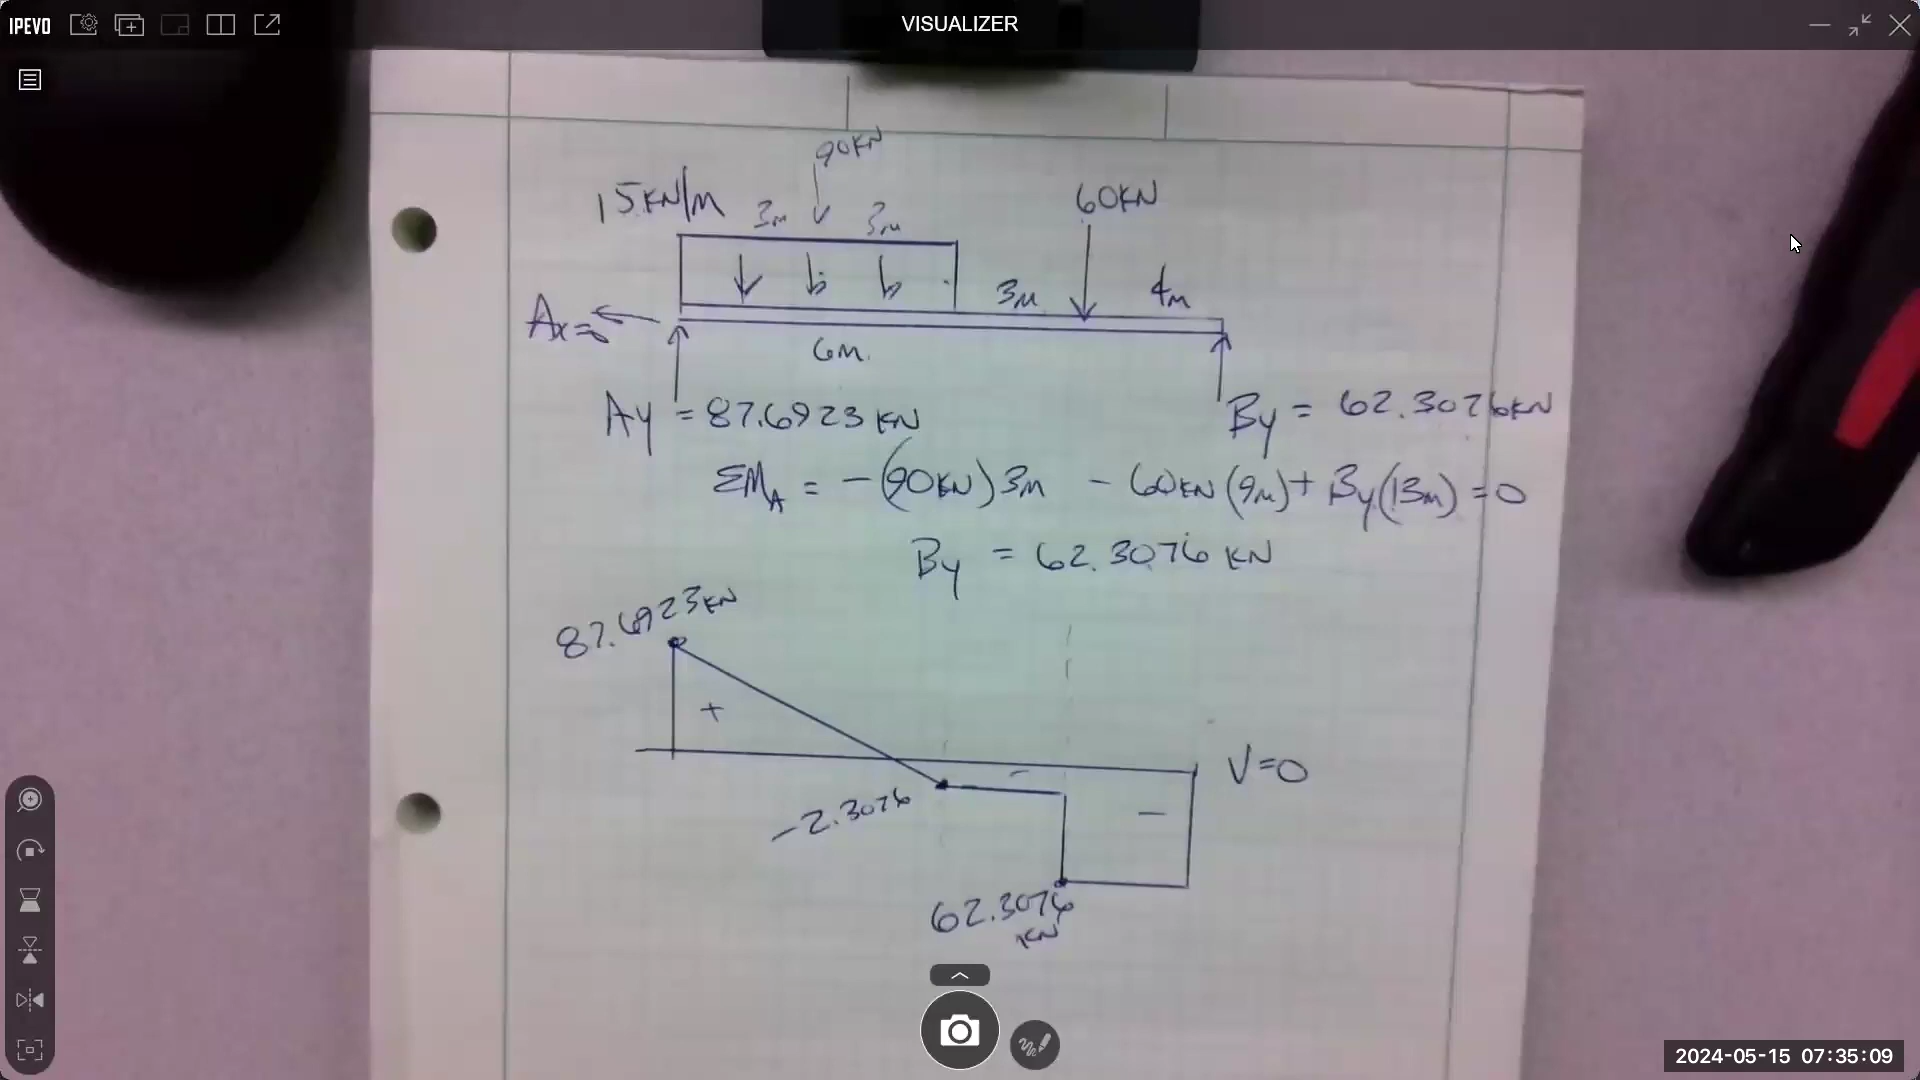 IPEVO
VISUALIZER
90KN
15KN/M
3m
3m
60KN
3M
4m
Ax=0
6M.
Ay = 87.6923 KN
By = 62.3076KN
ΣMA = -(90KN)3m - 60KN(9m) + By(13m) = 0
By = 62.3076 KN
87.6923KN
+
V=0
-
-
-2.3076
62.3076
KN
2024-05-15 07:35:09